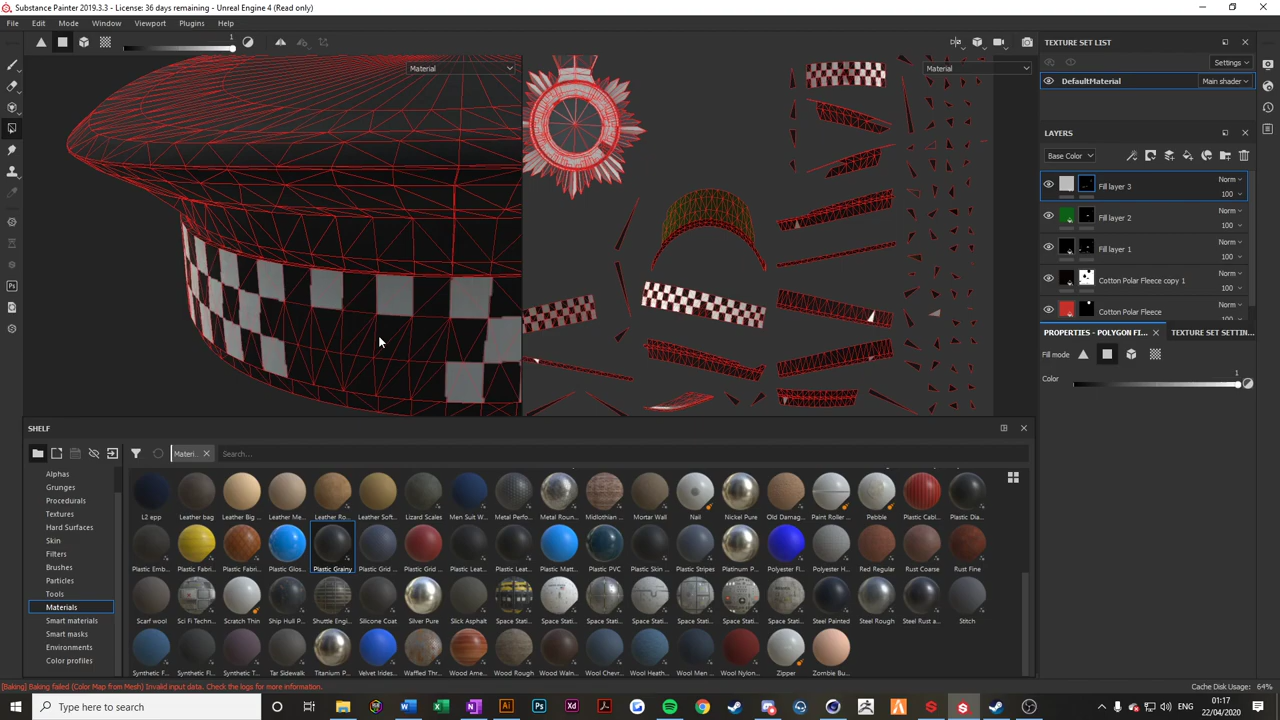 Substance Painter 2019.3.3 - License: 36 days remaining - Unreal Engine 4 (Read only)
File Edit Mode Window Viewport Plugins Help
1
Material
Material
TEXTURE SET LIST
Settings
DefaultMaterial Main shader
LAYERS
Base Color
Fill layer 3 Norm 100
Fill layer 2 Norm 100
Fill layer 1 Norm 100
Cotton Polar Fleece copy 1 Norm 100
Cotton Polar Fleece Norm 100
PROPERTIES - POLYGON FI... TEXTURE SET SETTIN...
Fill mode
Color 1
SHELF
Materi... Search...
Alphas
Grunges
Procedurals
Textures
Hard Surfaces
Skin
Filters
Brushes
Particles
Tools
Materials
Smart materials
Smart masks
Environments
Color profiles
L2 epp Leather bag Leather Big ... Leather Me... Leather Ro... Leather Soft... Lizard Scales Men Suit W... Metal Perfo... Metal Roun... Midlothian ... Mortar Wall Nail Nickel Pure Old Damag... Paint Roller ... Pebble Plastic Cabl... Plastic Dia...
Plastic Emb... Plastic Fabri... Plastic Fabri... Plastic Glos... Plastic Grainy Plastic Grid ... Plastic Grid ... Plastic Leat... Plastic Leat... Plastic Matt... Plastic PVC Plastic Skin ... Plastic Stripes Platinum P... Polyester Fl... Polyester H... Red Regular Rust Coarse Rust Fine
Scarf wool Sci Fi Techn... Scratch Thin Ship Hull P... Shuttle Engi... Silicone Coat Silver Pure Slick Asphalt Space Stati... Space Stati... Space Stati... Space Stati... Space Stati... Space Stati... Space Stati... Steel Painted Steel Rough Steel Rust a... Stitch
Synthetic F... Synthetic Fl... Synthetic T... Tar Sidewalk Titanium P... Velvet Irides... Waffled Thr... Wood Ame... Wood Rough Wood Waln... Wool Chevr... Wool Heath... Wool Men ... Wool Nylon... Zipper Zombie Bu...
[Baking] Baking failed (Color Map from Mesh) Invalid input data. Check the logs for more information. Cache Disk Usage: 64%
Type here to search
ENG
01:17
22/04/2020